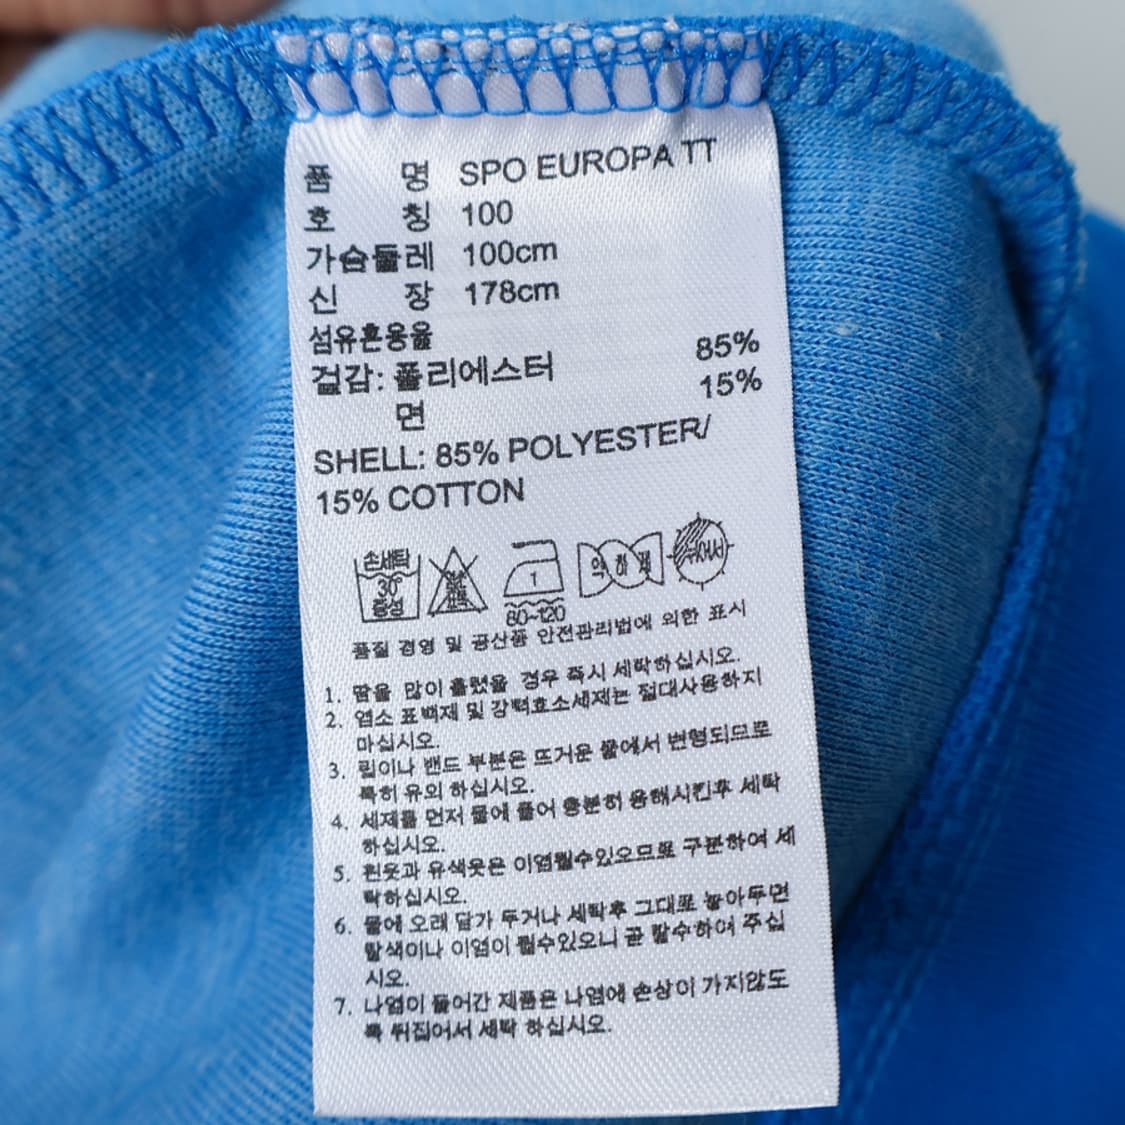 품 명 SPO EUROPA TT
호 칭 100
가슴둘레 100cm
신 장 178cm
섬유혼용율
겉감: 폴리에스터 85%
면 15%
SHELL: 85% POLYESTER/
15% COTTON
손세탁 30° 중성
80~120
약하게
뉘어서
품질 경영 및 공산품 안전관리법에 의한 표시
1. 땀을 많이 흘렸을 경우 즉시 세탁하십시오.
2. 염소 표백제 및 강력효소세제는 절대사용하지
마십시오.
3. 립이나 밴드 부분은 뜨거운 물에서 변형되므로
특히 유의 하십시오.
4. 세제를 먼저 물에 풀어 충분히 용해시킨후 세탁
하십시오.
5. 흰옷과 유색옷은 이염될수있으므로 구분하여 세
탁하십시오.
6. 물에 오래 담가 두거나 세탁후 그대로 놓아두면
탈색이나 이염이 될수있으니 곧 탈수하여 주십
시오.
7. 나염이 들어간 제품은 나염에 손상이 가지않도
록 뒤집어서 세탁 하십시오.